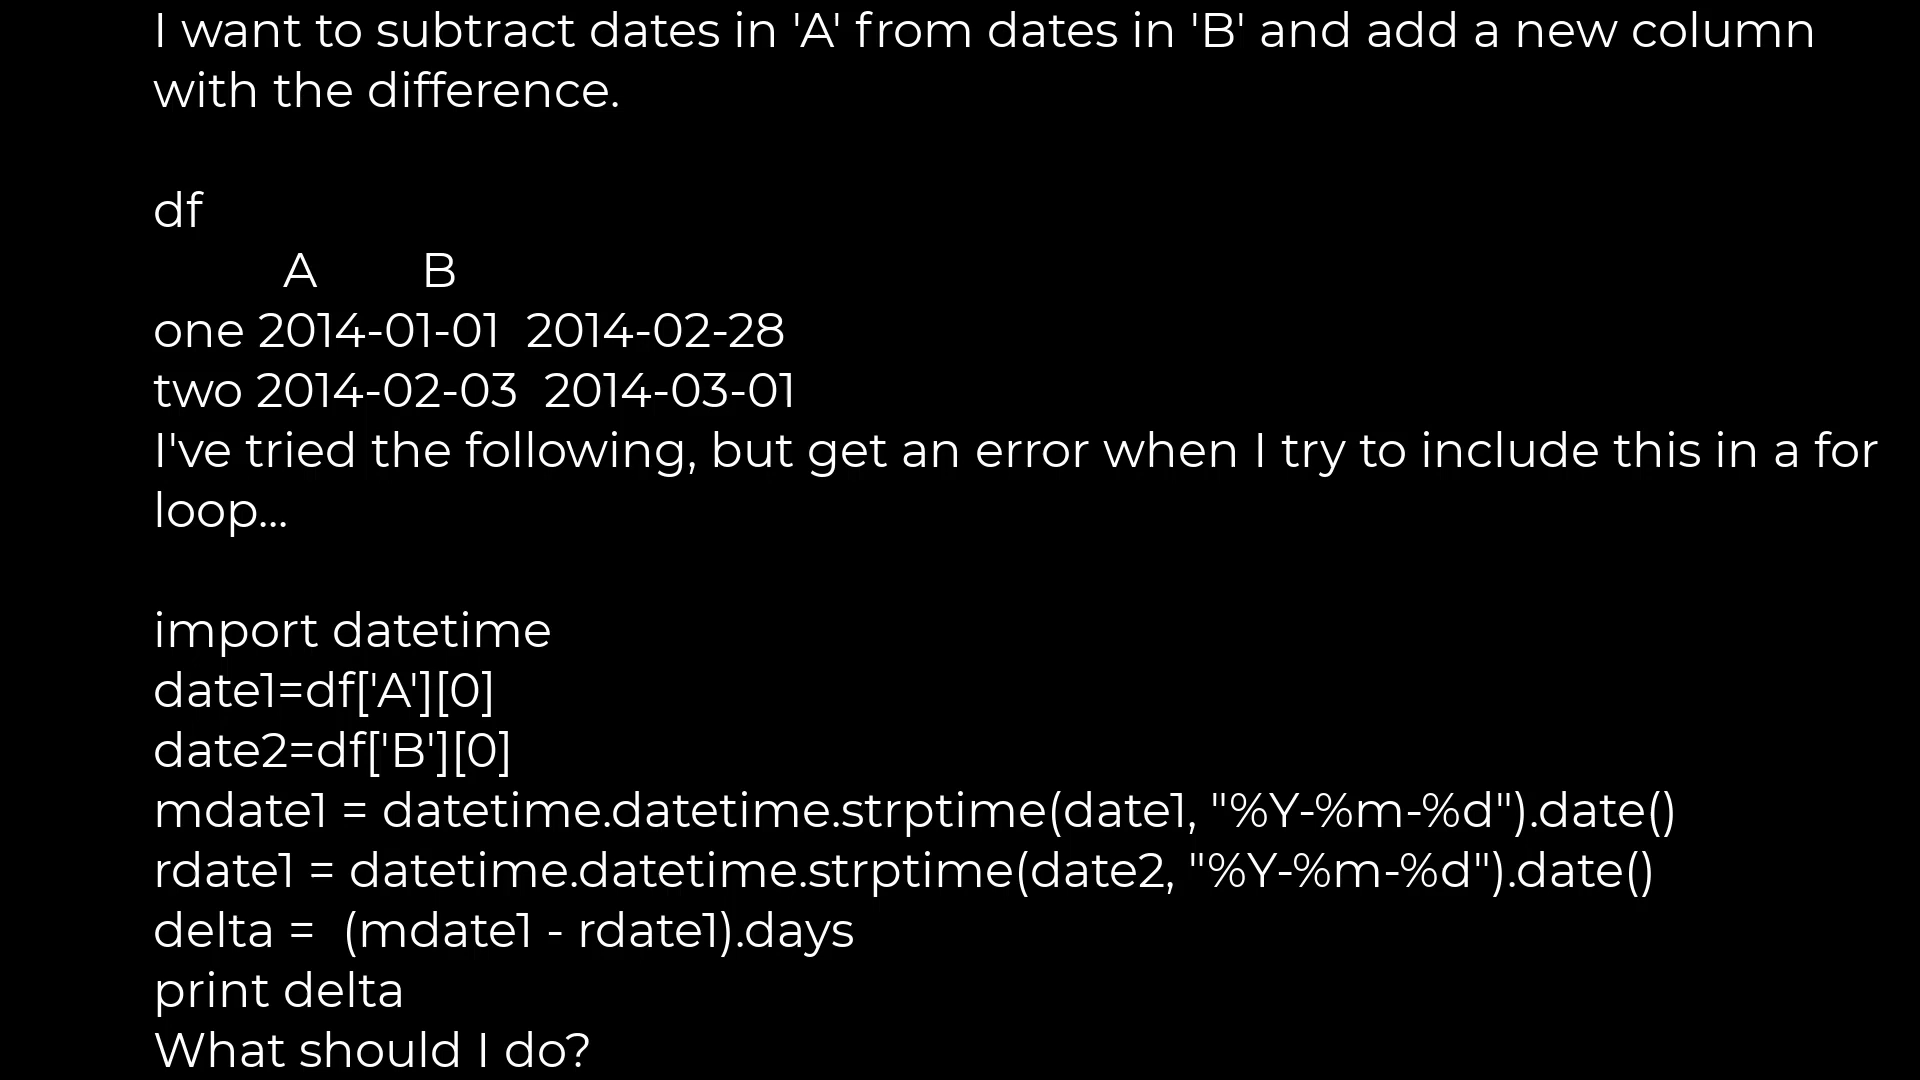 I want to subtract dates in 'A' from dates in 'B' and add a new column
with the difference.
df
A B
one 2014-01-01 2014-02-28
two 2014-02-03 2014-03-01
I've tried the following, but get an error when I try to include this in a for
loop...
import datetime
date1=df['A'][0]
date2=df['B'][0]
mdate1 = datetime.datetime.strptime(date1, "%Y-%m-%d").date()
rdate1 = datetime.datetime.strptime(date2, "%Y-%m-%d").date()
delta = (mdate1 - rdate1).days
print delta
What should I do?